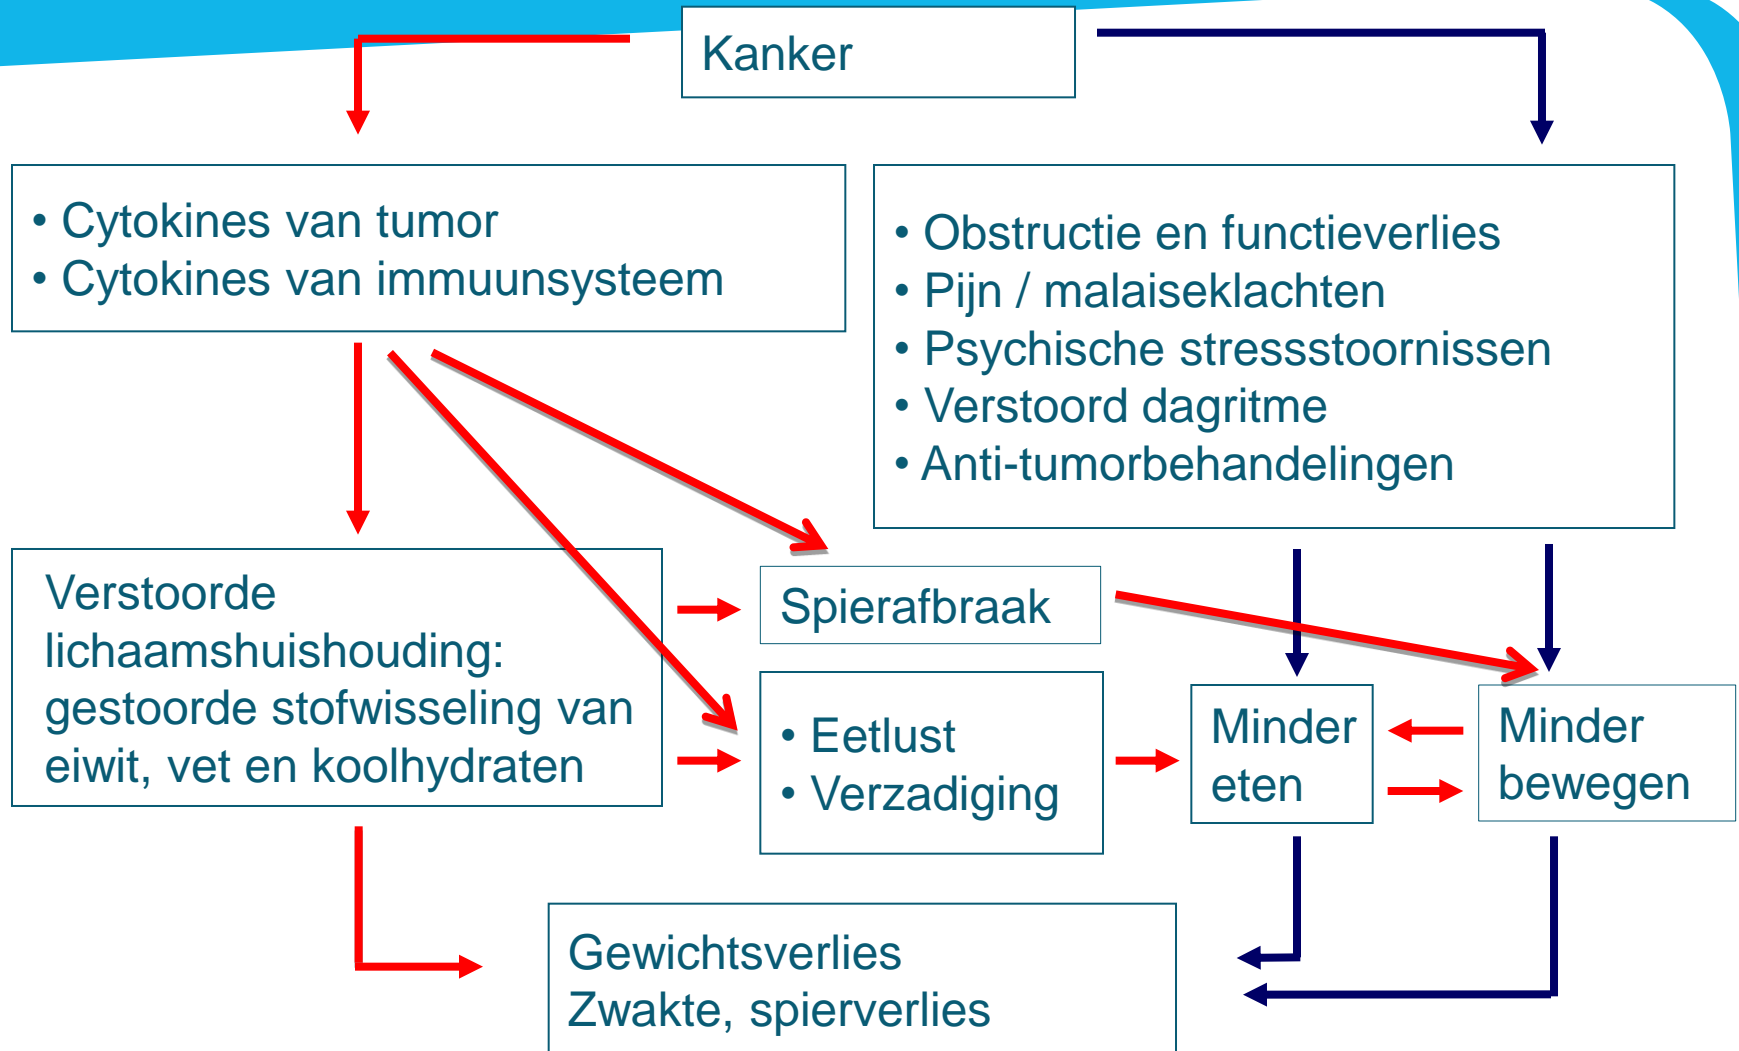 Kanker
• Cytokines van tumor
• Cytokines van immuunsysteem
• Obstructie en functieverlies
• Pijn / malaiseklachten
• Psychische stressstoornissen
• Verstoord dagritme
• Anti-tumorbehandelingen
Verstoorde
lichaamshuishouding:
gestoorde stofwisseling van
eiwit, vet en koolhydraten
Spierafbraak
• Eetlust
• Verzadiging
Minder
eten
Minder
bewegen
Gewichtsverlies
Zwakte, spierverlies